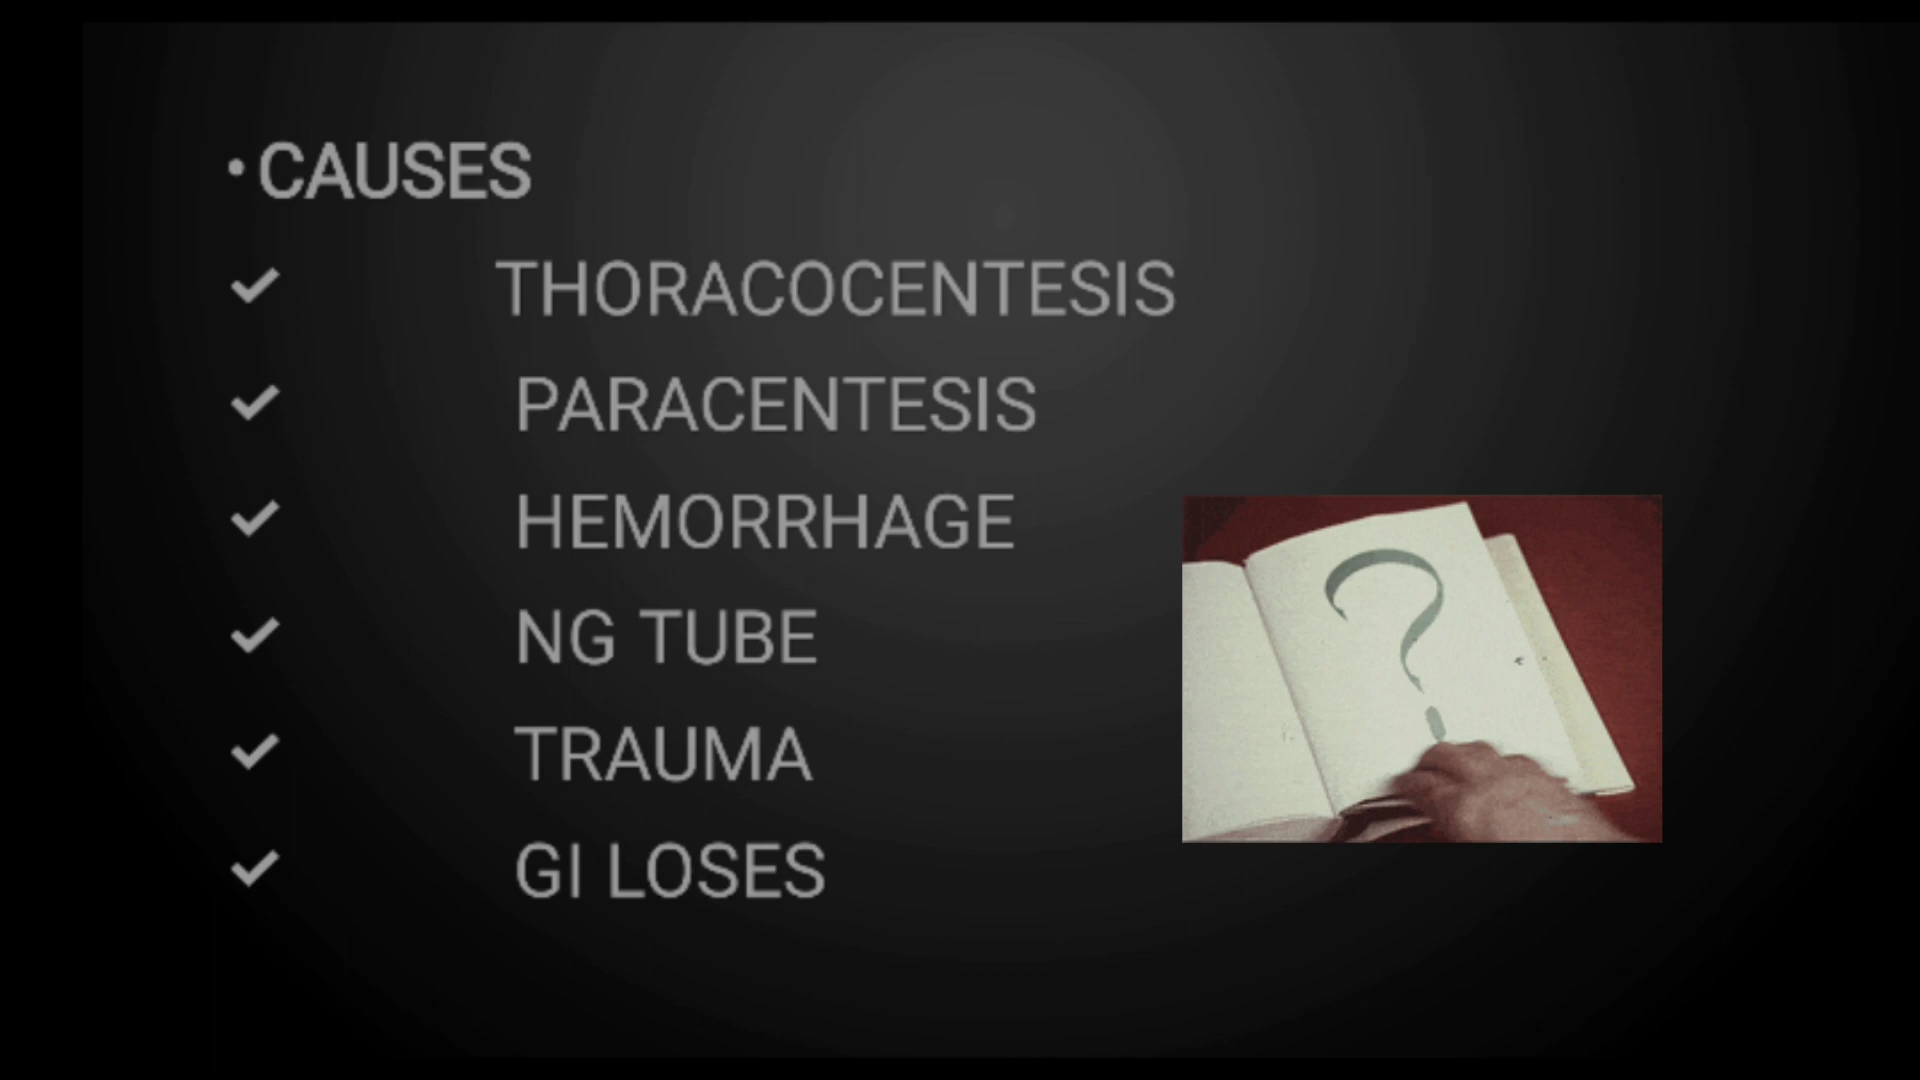 • CAUSES
✔ THORACOCENTESIS
✔ PARACENTESIS
✔ HEMORRHAGE
✔ NG TUBE
✔ TRAUMA
✔ GI LOSES
?